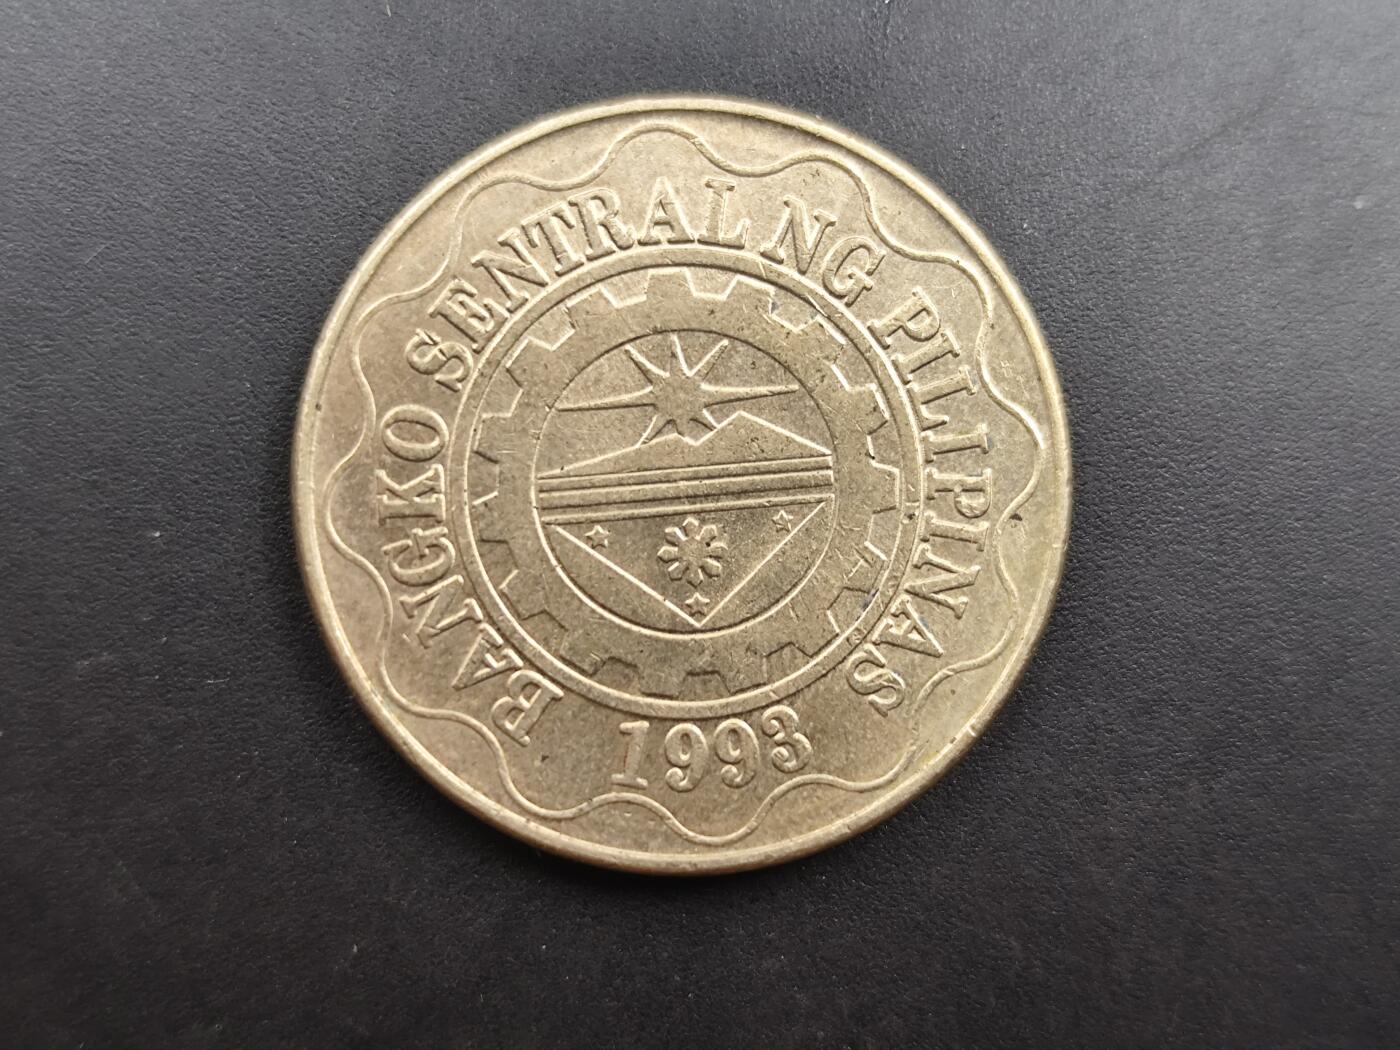 BANGKO SENTRAL NG PILIPINAS
1993